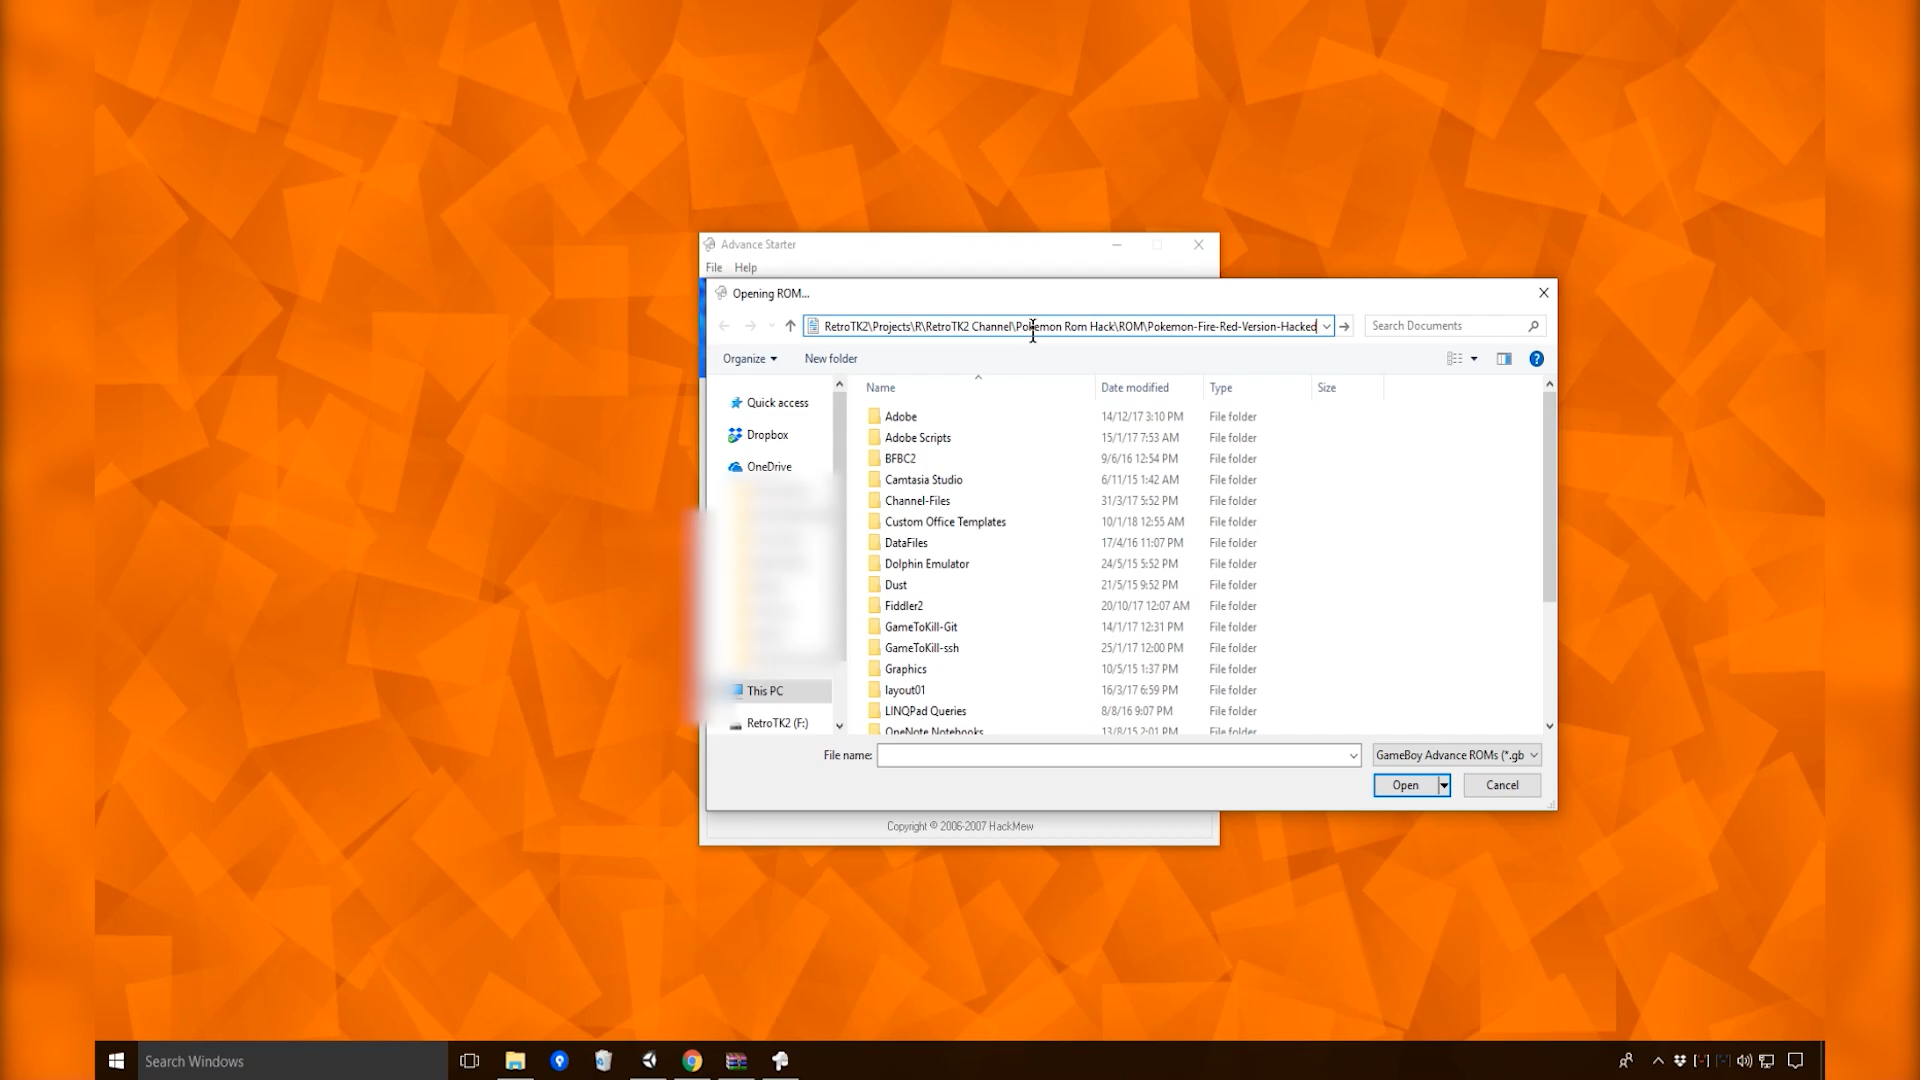 Advance Starter
File Help
Opening ROM...
RetroTK2\Projects\R\RetroTK2 Channel\Pokemon Rom Hack\ROM\Pokemon-Fire-Red-Version-Hacked
Search Documents
Organize New folder
Name Date modified Type Size
Quick access
Dropbox
OneDrive
This PC
RetroTK2 (F:)
Adobe 14/12/17 3:10 PM File folder
Adobe Scripts 15/1/17 7:53 AM File folder
BFBC2 9/6/16 12:54 PM File folder
Camtasia Studio 6/11/15 1:42 AM File folder
Channel-Files 31/3/17 5:52 PM File folder
Custom Office Templates 10/1/18 12:55 AM File folder
DataFiles 17/4/16 11:07 PM File folder
Dolphin Emulator 24/5/15 5:52 PM File folder
Dust 21/5/15 9:52 PM File folder
Fiddler2 20/10/17 12:07 AM File folder
GameToKill-Git 14/1/17 12:31 PM File folder
GameToKill-ssh 25/1/17 12:00 PM File folder
Graphics 10/5/15 1:37 PM File folder
layout01 16/3/17 6:59 PM File folder
LINQPad Queries 8/8/16 9:07 PM File folder
OneNote Notebooks 13/8/15 2:01 PM File folder
File name:
GameBoy Advance ROMs (*.gb
Open Cancel
Copyright © 2006-2007 HackMew
Search Windows